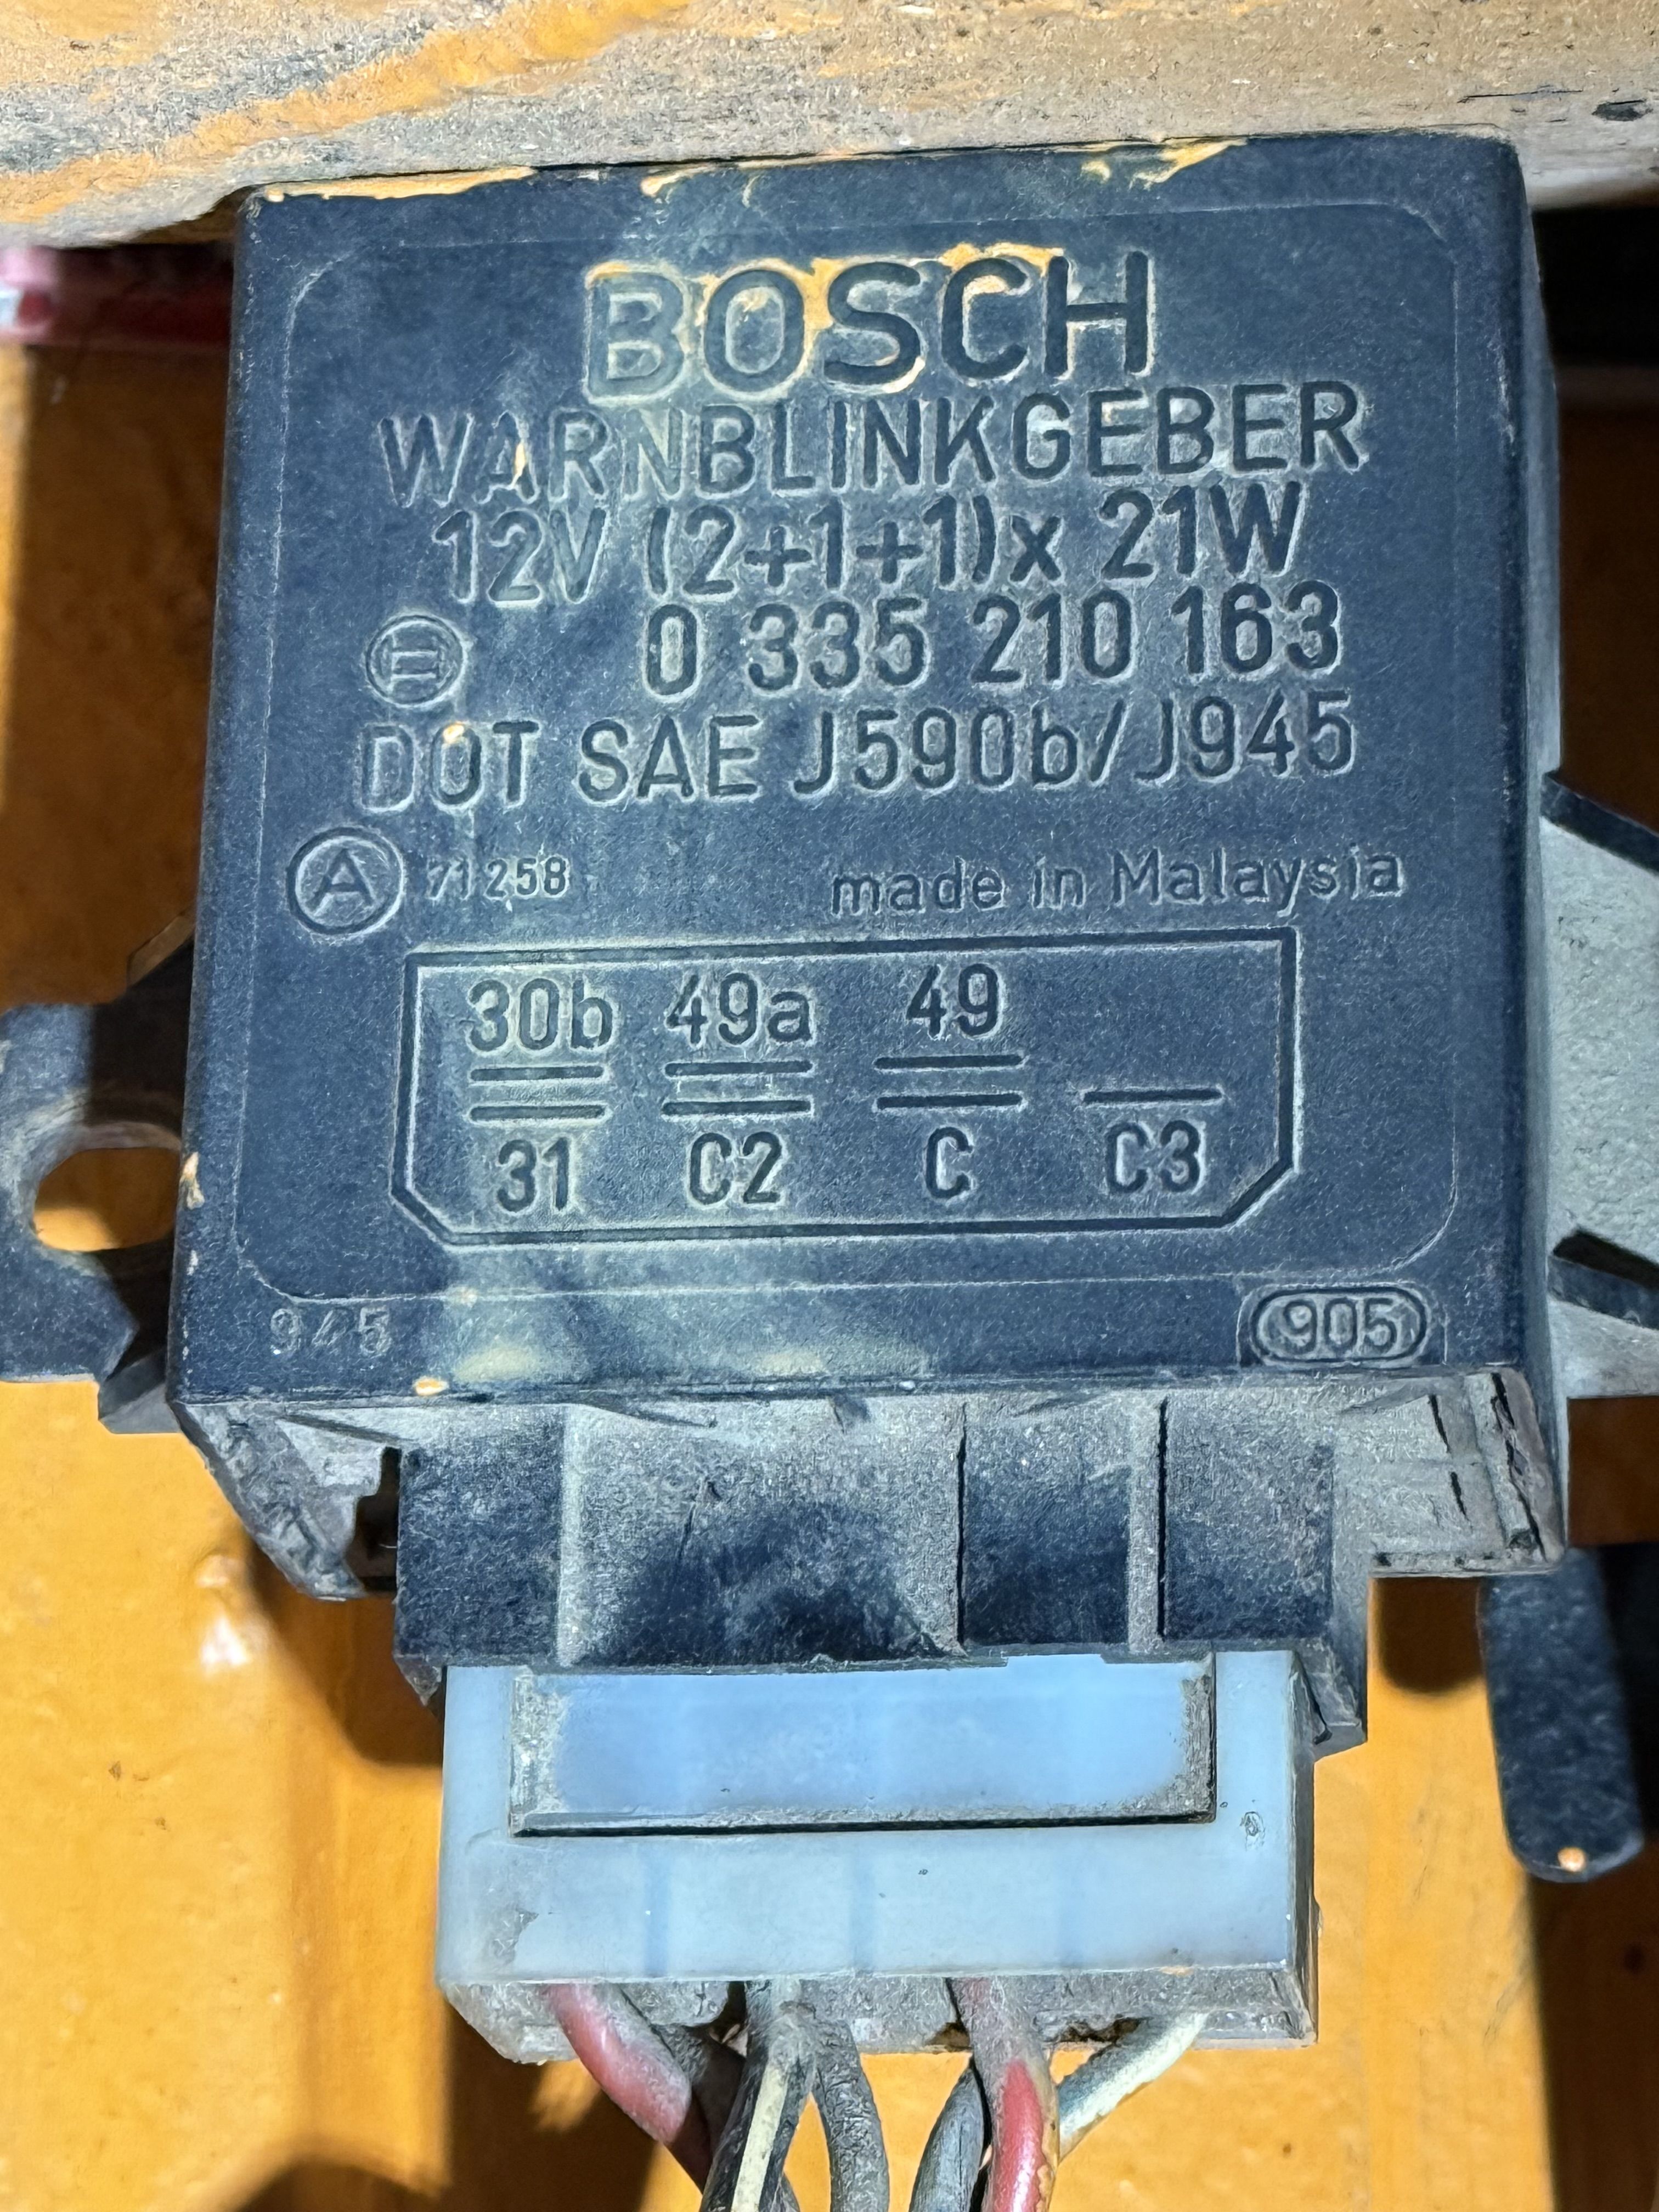 BOSCH
WARNBLINKGEBER
12V (2+1+1)x 21W
0 335 210 163
DOT SAE J590b/J945
A 71258 made in Malaysia
30b 49a 49
31 C2 C C3
945 905